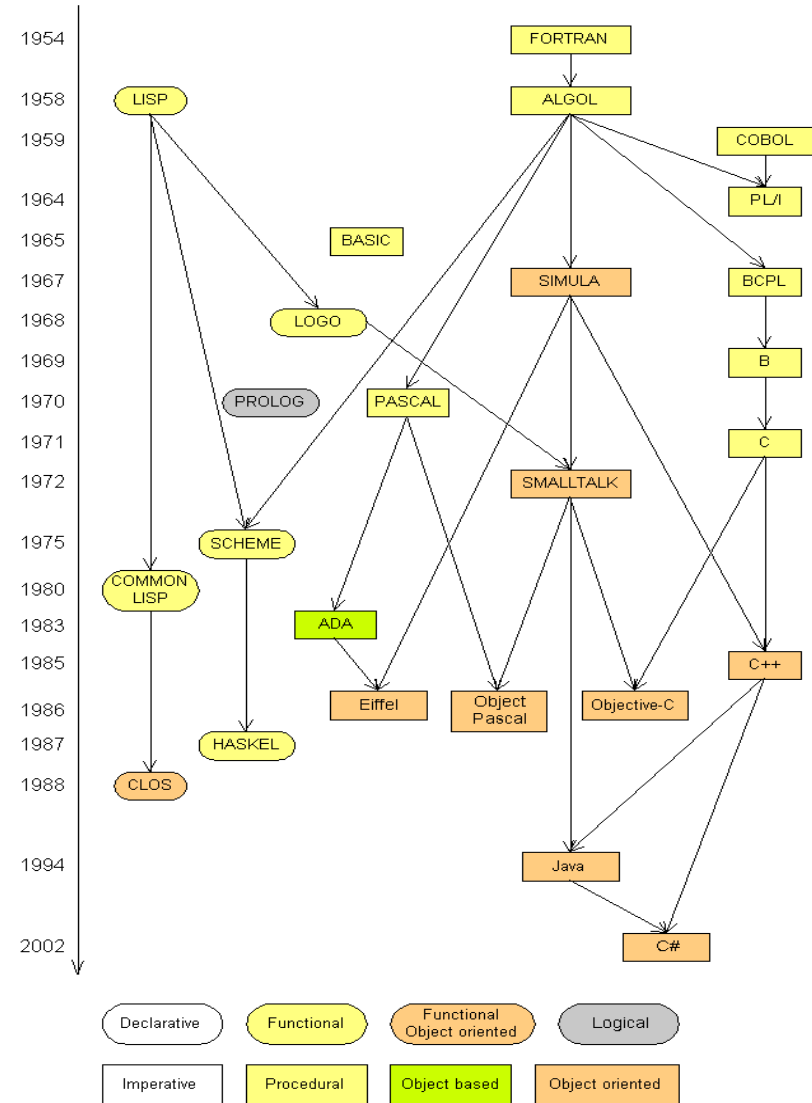 1954
FORTRAN
1958
LISP
ALGOL
1959
COBOL
1964
PL/I
1965
BASIC
1967
SIMULA
BCPL
1968
LOGO
1969
B
1970
PROLOG
PASCAL
1971
C
1972
SMALLTALK
1975
SCHEME
1980
COMMON
LISP
1983
ADA
1985
C++
1986
Eiffel
Object
Pascal
Objective-C
1987
HASKEL
1988
CLOS
1994
Java
2002
C#
Declarative
Functional
Functional
Object oriented
Logical
Imperative
Procedural
Object based
Object oriented